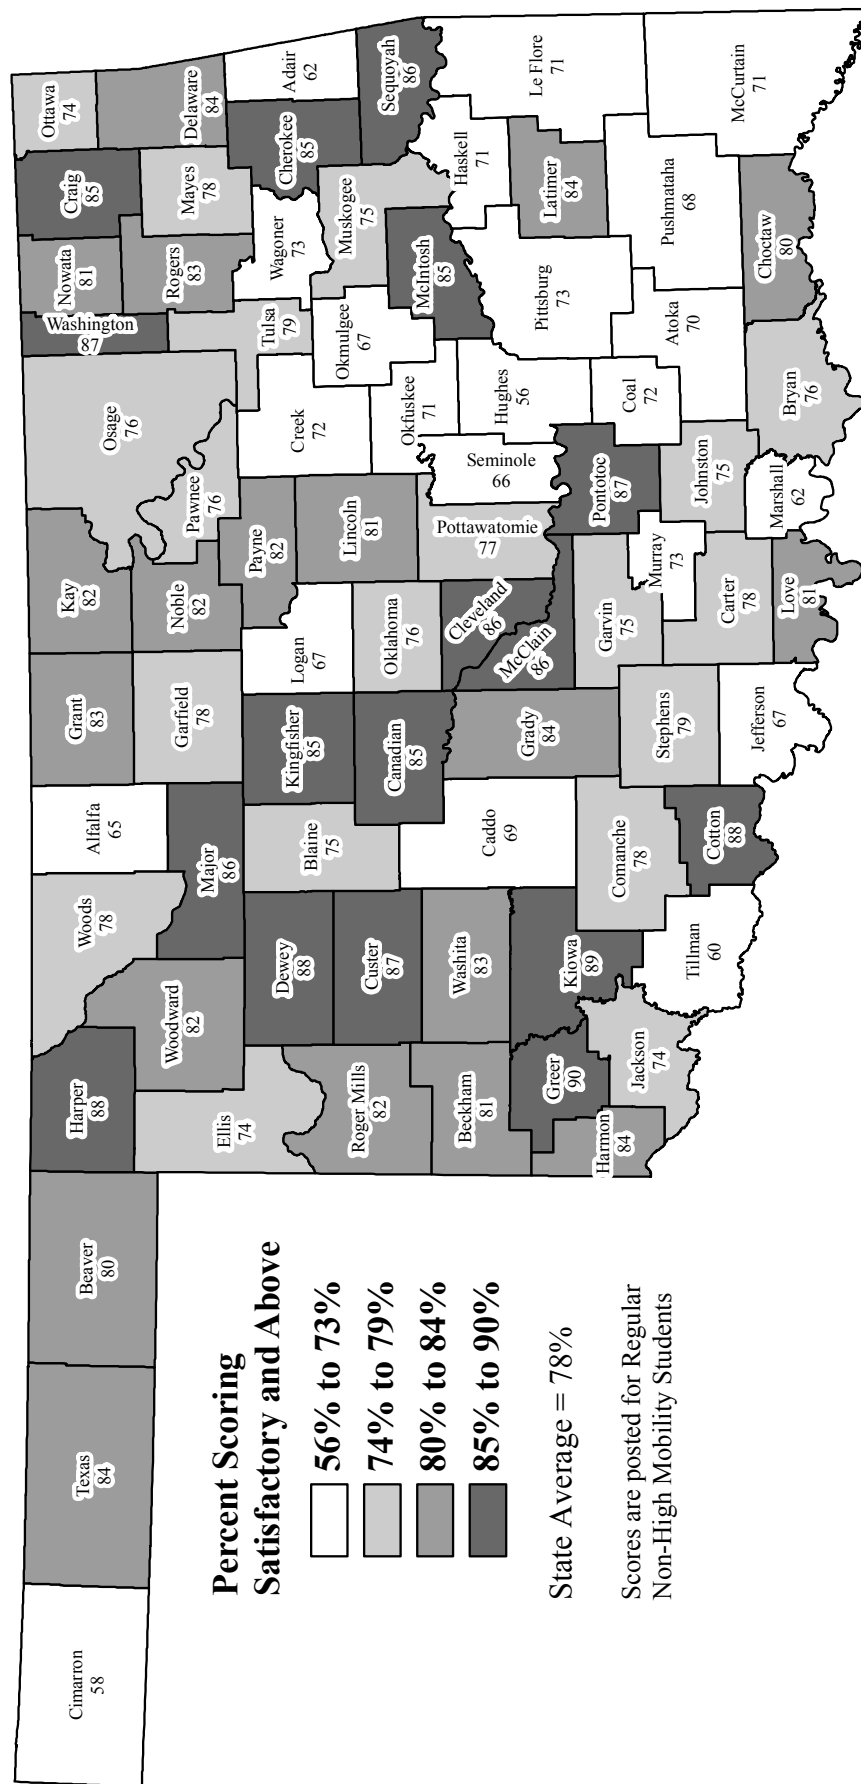 Cimarron
58
Texas
84
Beaver
80
Harper
88
Woods
78
Alfalfa
65
Grant
83
Kay
82
Osage
76
Washington
87
Nowata
81
Craig
85
Ottawa
74
Ellis
74
Woodward
82
Major
86
Garfield
78
Noble
82
Pawnee
76
Rogers
83
Mayes
78
Delaware
84
Roger Mills
82
Dewey
88
Blaine
75
Kingfisher
85
Logan
67
Payne
82
Creek
72
Tulsa
79
Wagoner
73
Cherokee
85
Adair
62
Beckham
81
Custer
87
Washita
83
Caddo
69
Canadian
85
Oklahoma
76
Lincoln
81
Okfuskee
71
Okmulgee
67
Muskogee
75
Sequoyah
86
Harmon
84
Greer
90
Kiowa
89
Comanche
78
Grady
84
McClain
86
Cleveland
86
Pottawatomie
77
Seminole
66
Hughes
56
McIntosh
85
Haskell
71
Le Flore
71
Jackson
74
Tillman
60
Cotton
88
Stephens
79
Garvin
75
Murray
73
Pontotoc
87
Coal
72
Pittsburg
73
Latimer
84
Jefferson
67
Carter
78
Love
81
Johnston
75
Marshall
62
Bryan
76
Atoka
70
Pushmataha
68
Choctaw
80
McCurtain
71
Percent Scoring
Satisfactory and Above
56% to 73%
74% to 79%
80% to 84%
85% to 90%
State Average = 78%
Scores are posted for Regular
Non-High Mobility Students